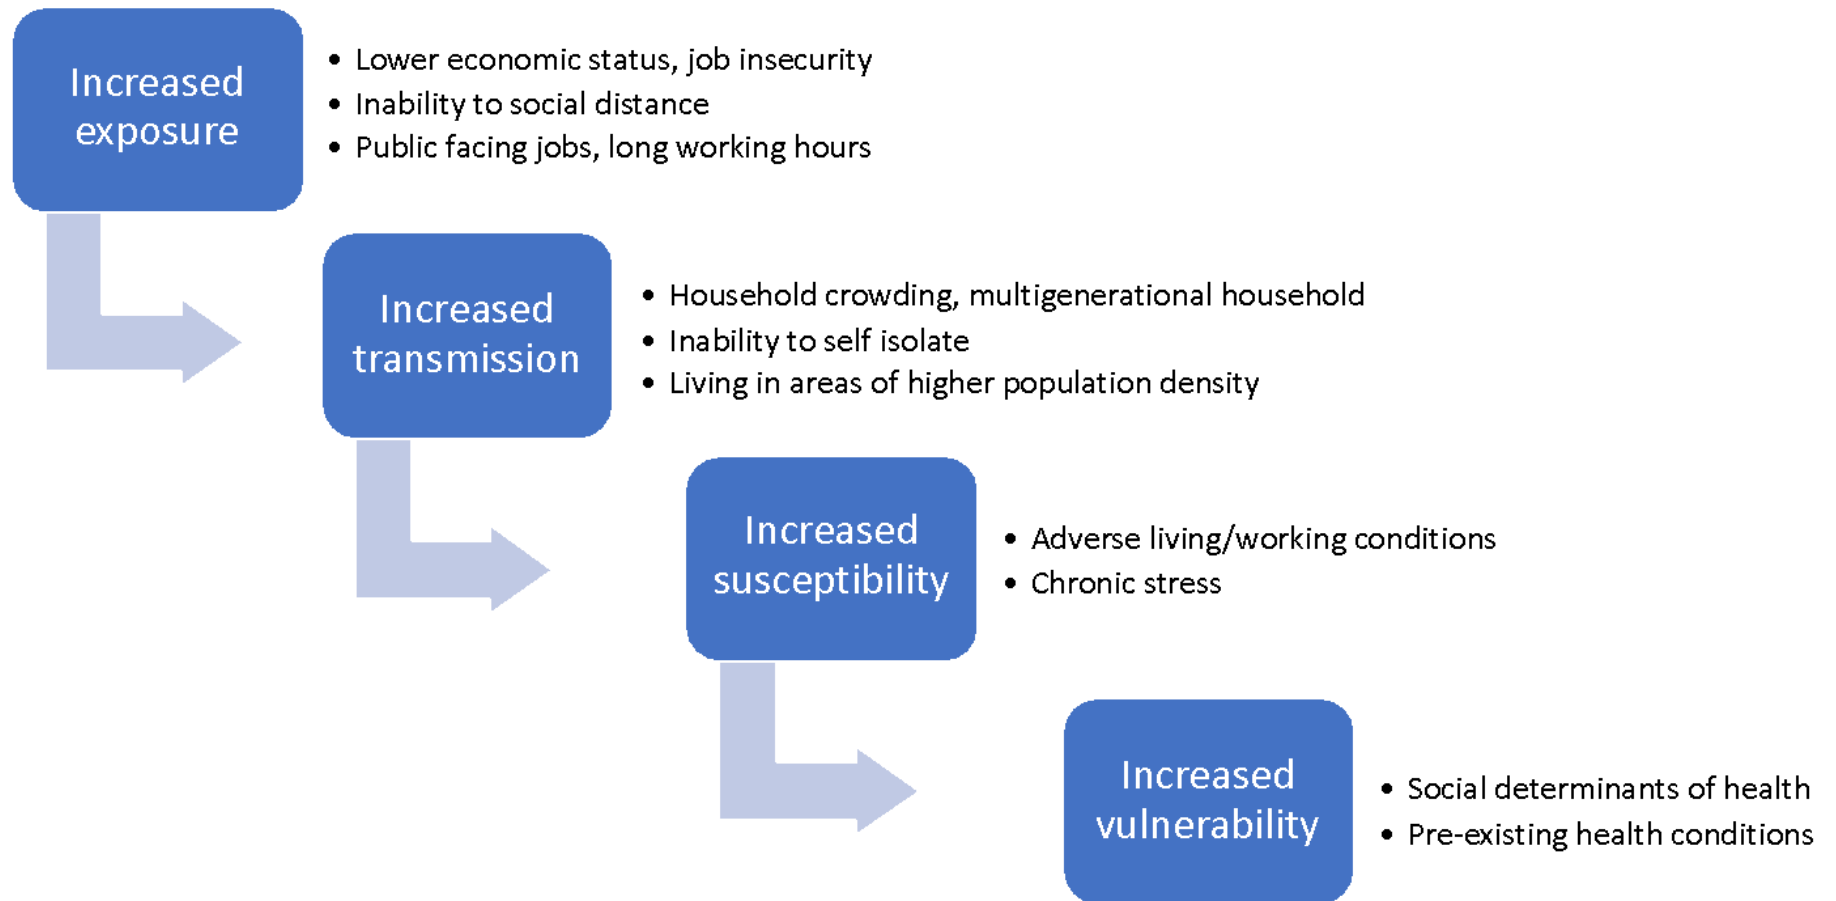 Increased
exposure
• Lower economic status, job insecurity
• Inability to social distance
• Public facing jobs, long working hours
Increased
transmission
• Household crowding, multigenerational household
• Inability to self isolate
• Living in areas of higher population density
Increased
susceptibility
• Adverse living/working conditions
• Chronic stress
Increased
vulnerability
• Social determinants of health
• Pre-existing health conditions